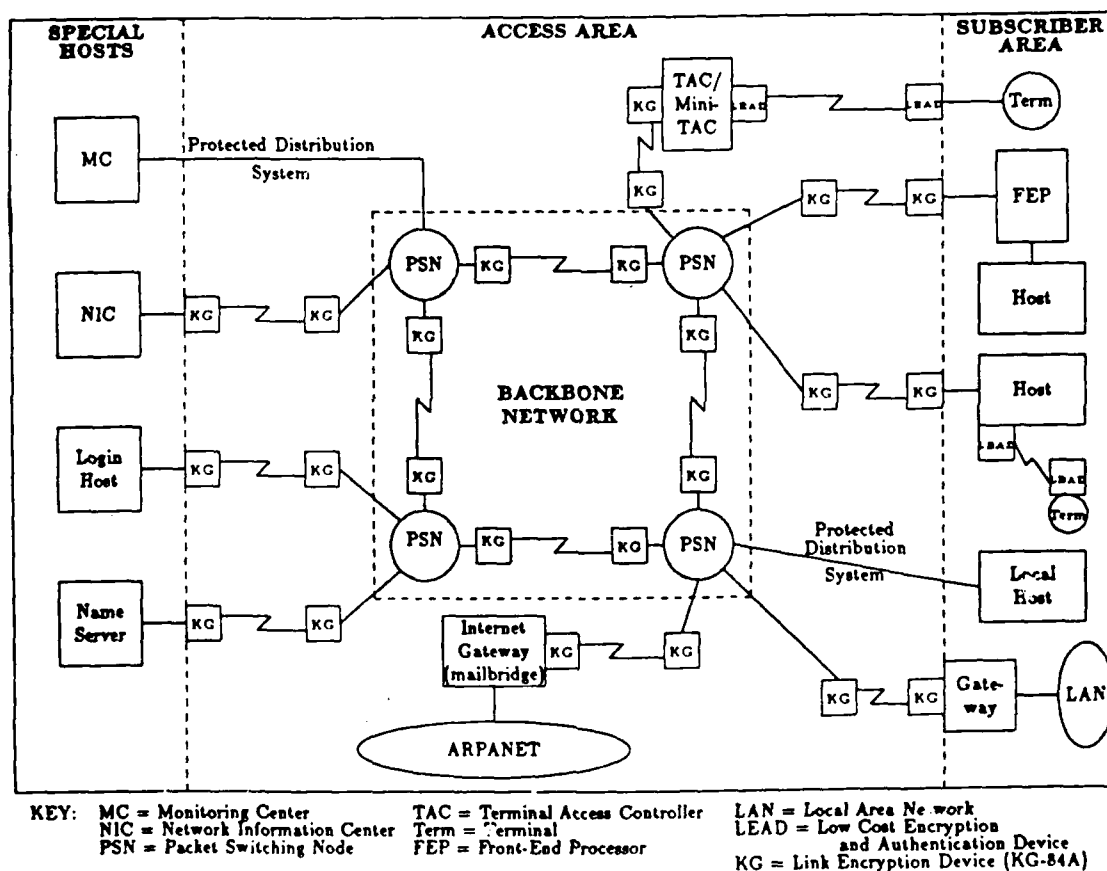 SPECIAL
HOSTS
ACCESS AREA
SUBSCRIBER
AREA
MC
Protected Distribution
System
KG
TAC/
Mini-
TAC
LEAD
LEAD
Term
KG
KG
KG
FEP
PSN
KG
KG
PSN
NIC
KG
KG
Host
KG
KG
BACKBONE
NETWORK
KG
KG
Host
LEAD
LEAD
Term
Login
Host
KG
KG
KG
KG
PSN
KG
KG
PSN
Protected
Distribution
System
Local
Host
Name
Server
KG
KG
Internet
Gateway
(mailbridge)
KG
KG
KG
KG
Gate-
way
LAN
ARPANET
KEY: MC = Monitoring Center
NIC = Network Information Center
PSN = Packet Switching Node
TAC = Terminal Access Controller
Term = Terminal
FEP = Front-End Processor
LAN = Local Area Network
LEAD = Low Cost Encryption
and Authentication Device
KG = Link Encryption Device (KG-84A)